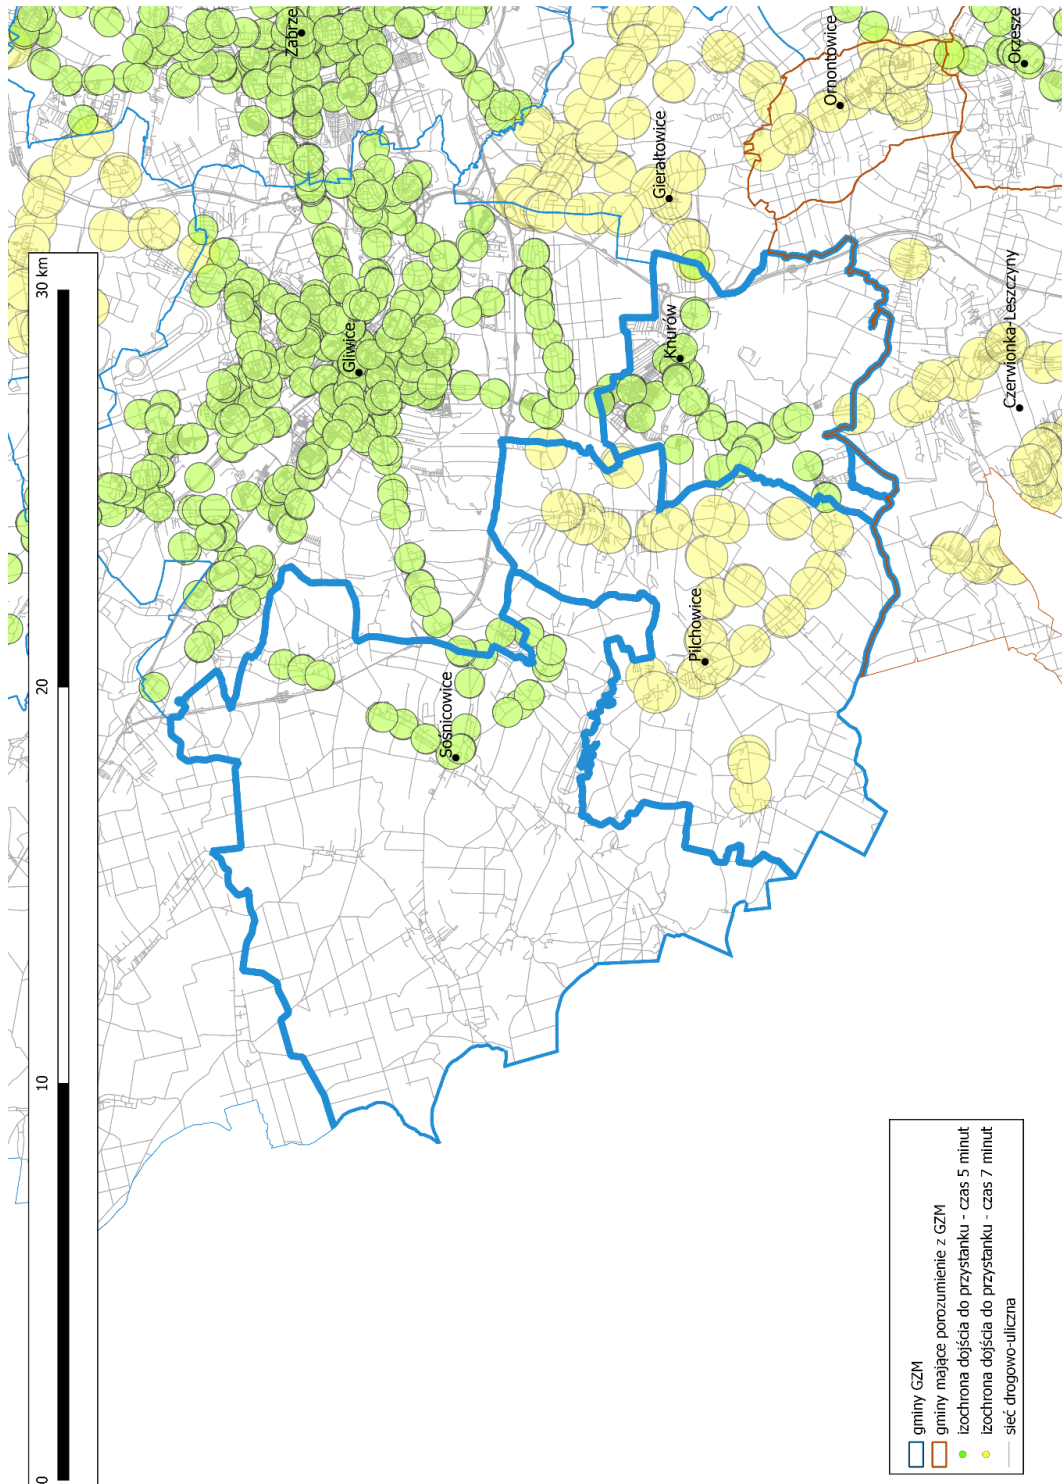 Zabrze
Orzesze
Ornontowice
Gierałtowice
Gliwice
Knurów
Czerwionka-Leszczyny
Pilchowice
Sośnicowice
0
10
20
30 km
gminy GZM
gminy mające porozumienie z GZM
izochrona dojścia do przystanku - czas 5 minut
izochrona dojścia do przystanku - czas 7 minut
sieć drogowo-uliczna